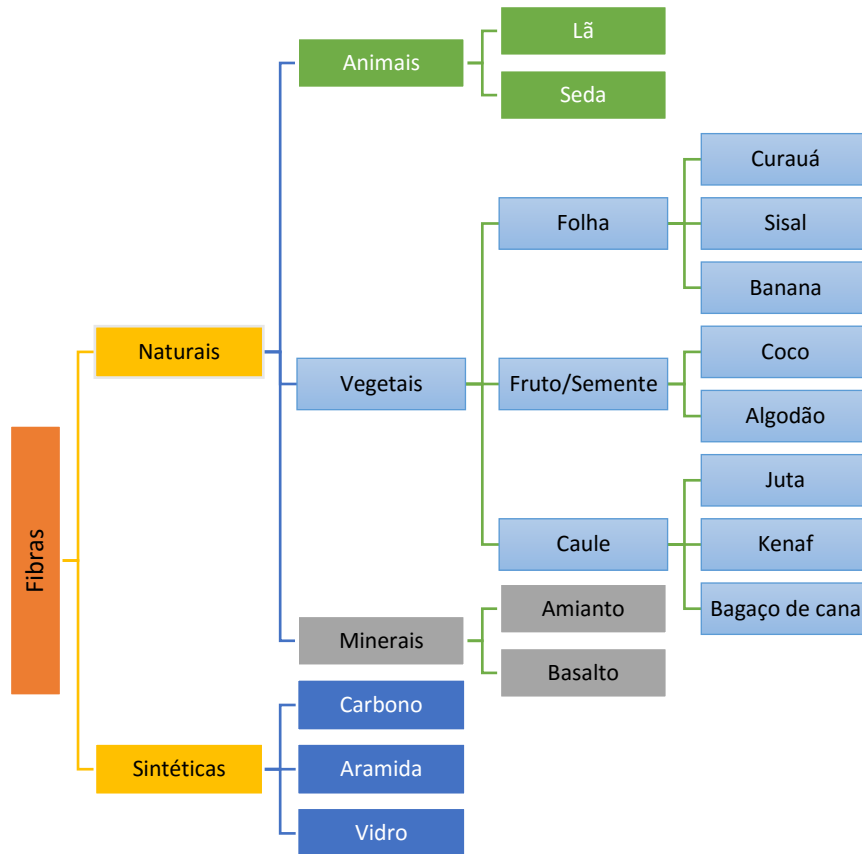 Fibras
Naturais
Animais
Lã
Seda
Vegetais
Folha
Curauá
Sisal
Banana
Fruto/Semente
Coco
Algodão
Caule
Juta
Kenaf
Bagaço de cana
Minerais
Amianto
Basalto
Sintéticas
Carbono
Aramida
Vidro